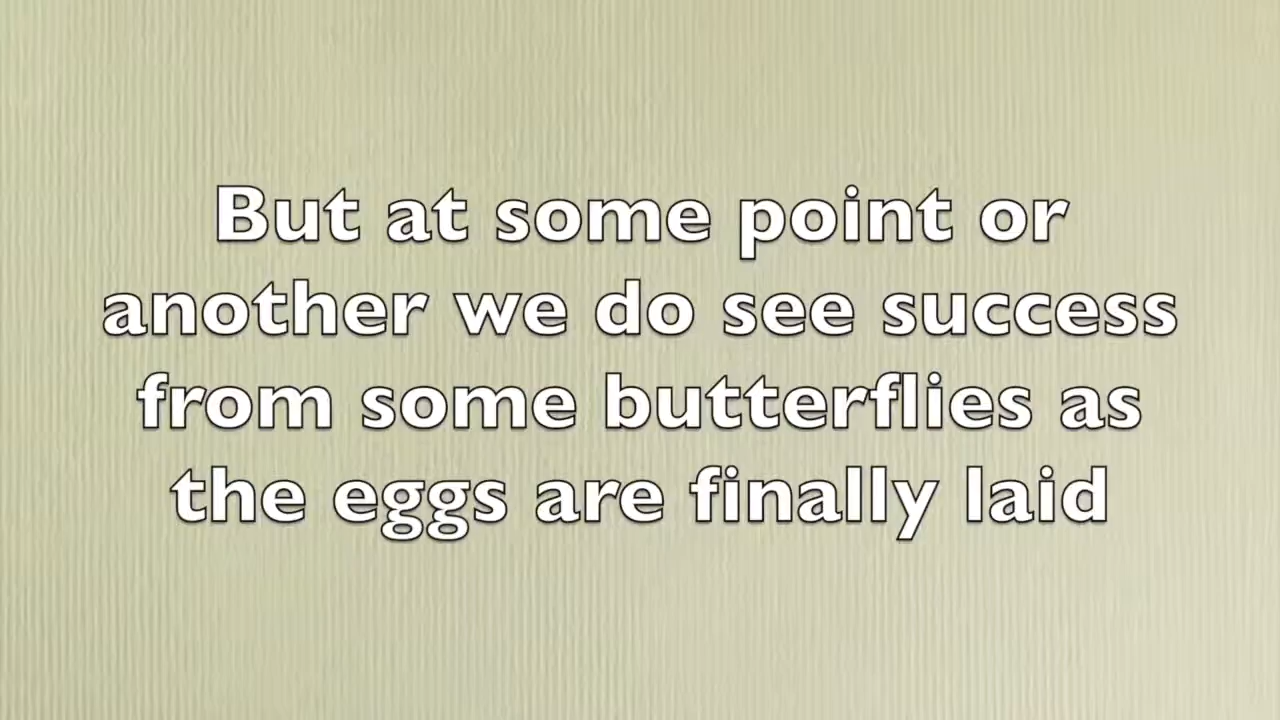 But at some point or
another we do see success
from some butterflies as
the eggs are finally laid